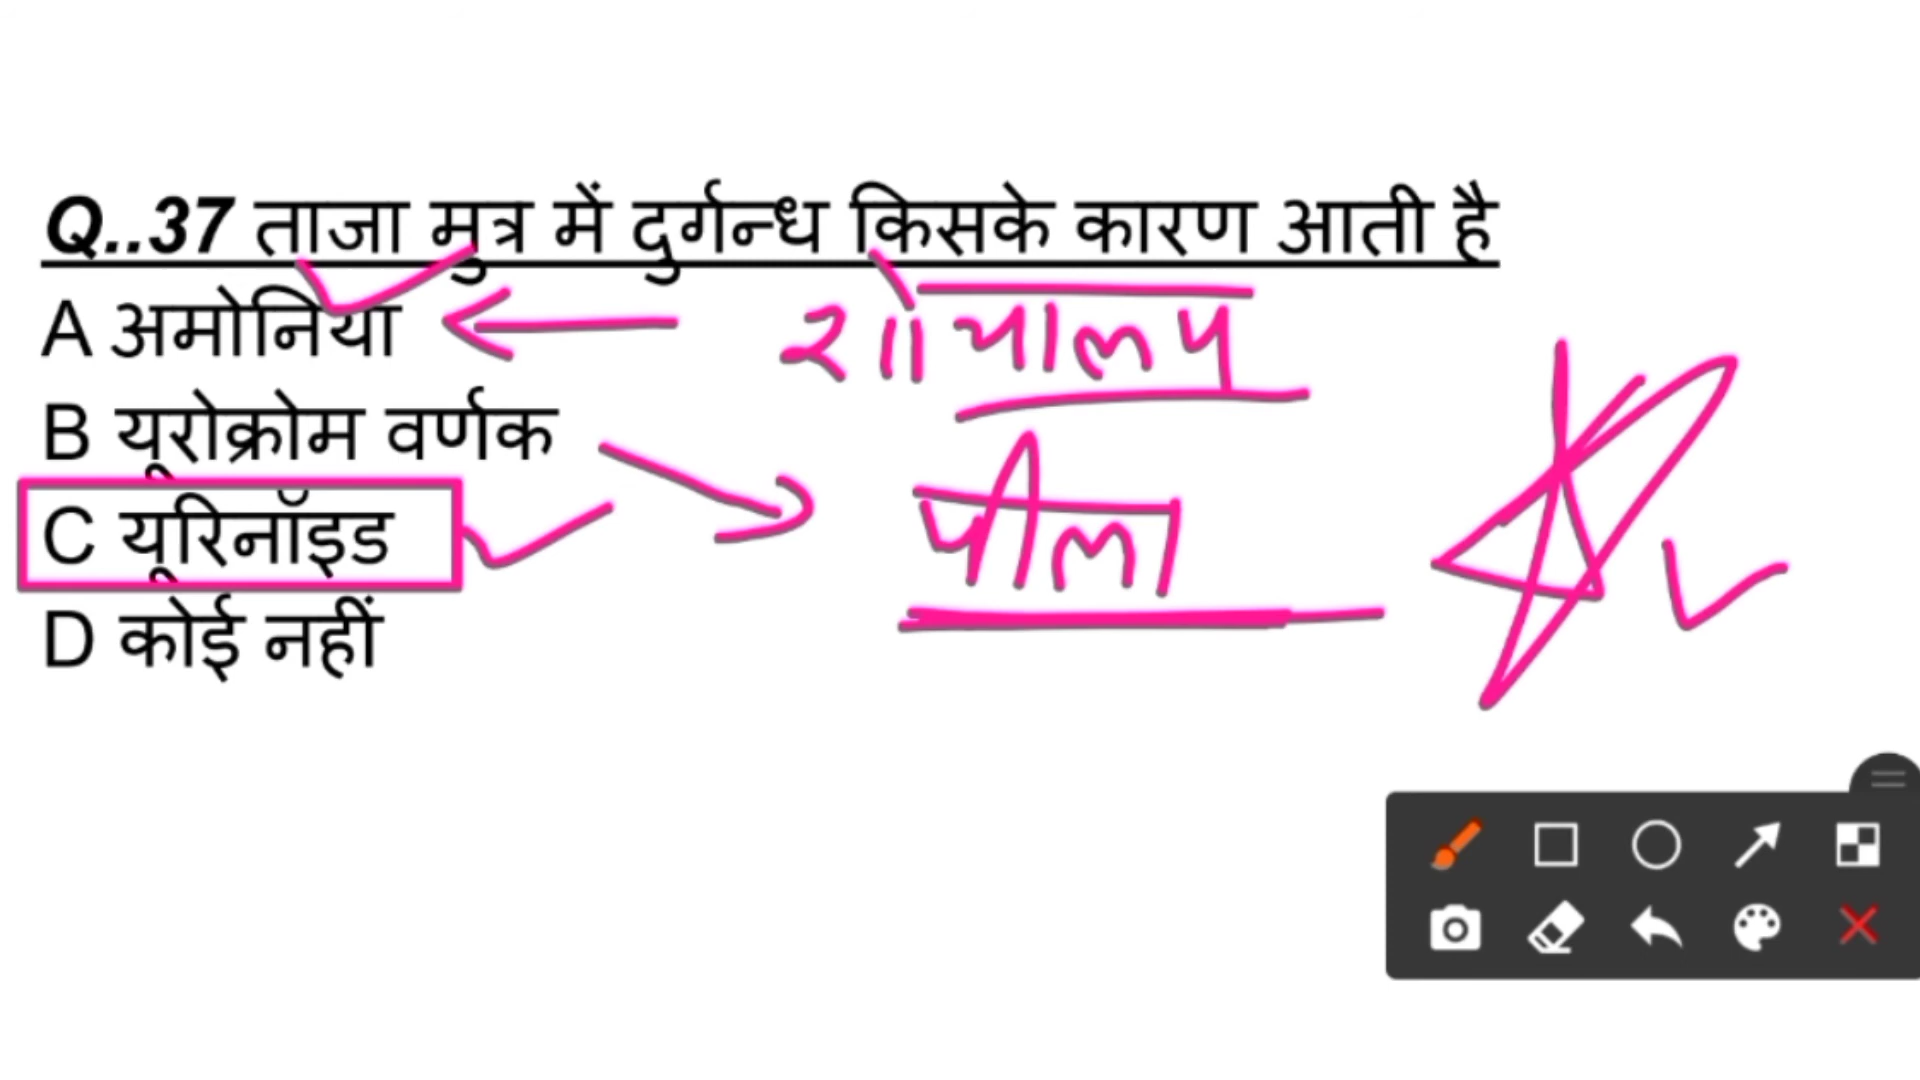 Q..37 ताजा मुत्र में दुर्गन्ध किसके कारण आती है
A अमोनिया
शौचालय
B यूरोक्रोम वर्णक
पीला
C यूरिनॉइड
D कोई नहीं